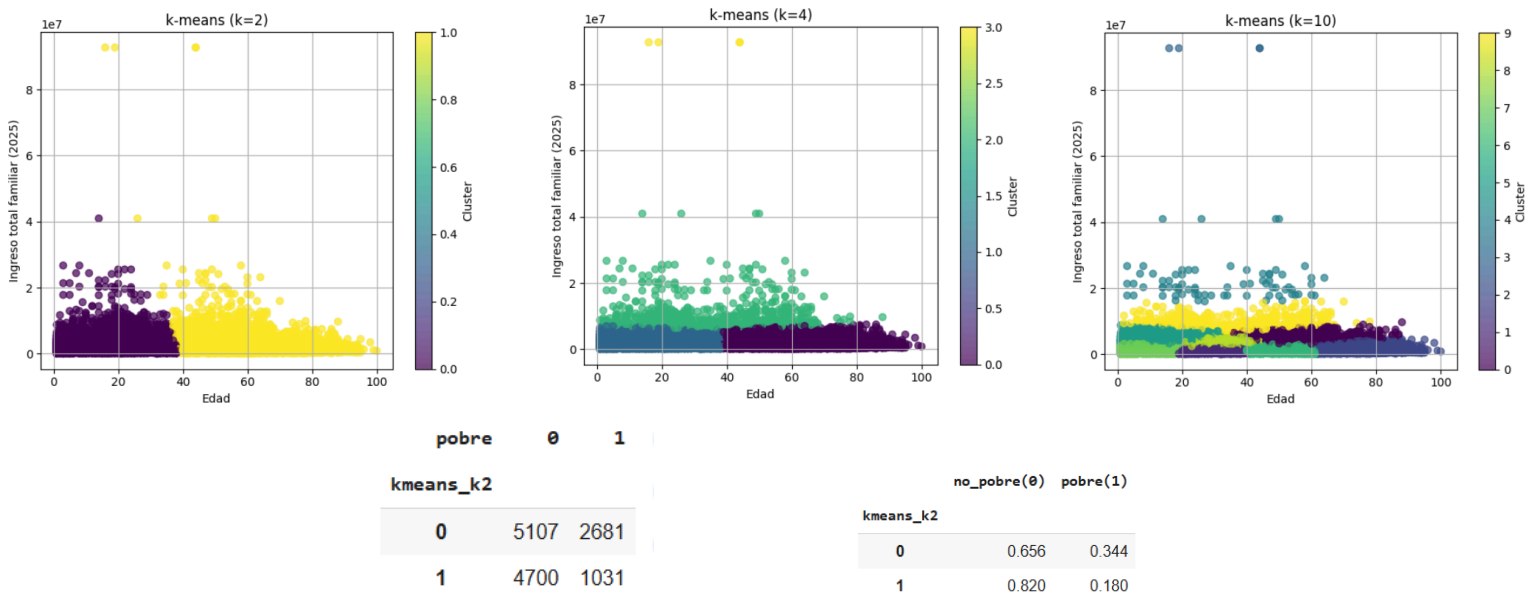 k-means (k=2)
1e7
8
6
4
2
0
0 20 40 60 80 100
Edad
Ingreso total familiar (2025)
1.0
0.8
0.6
0.4
0.2
0.0
Cluster
k-means (k=4)
1e7
8
6
4
2
0
0 20 40 60 80 100
Edad
Ingreso total familiar (2025)
3.0
2.5
2.0
1.5
1.0
0.5
0.0
Cluster
k-means (k=10)
1e7
8
6
4
2
0
0 20 40 60 80 100
Edad
Ingreso total familiar (2025)
9
8
7
6
5
4
3
2
1
0
Cluster
pobre 0 1
kmeans_k2
0 5107 2681
1 4700 1031
no_pobre(0) pobre(1)
kmeans_k2
0 0.656 0.344
1 0.820 0.180